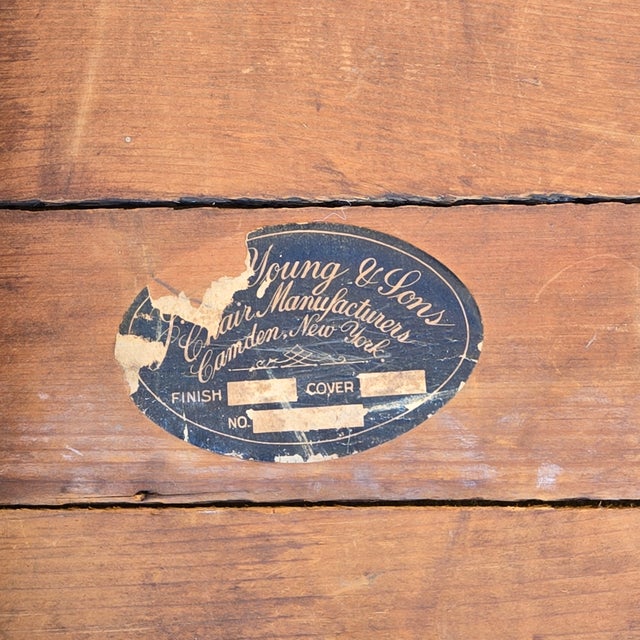 Young & Sons
Chair Manufacturers
Camden, New York.
FINISH COVER
NO.